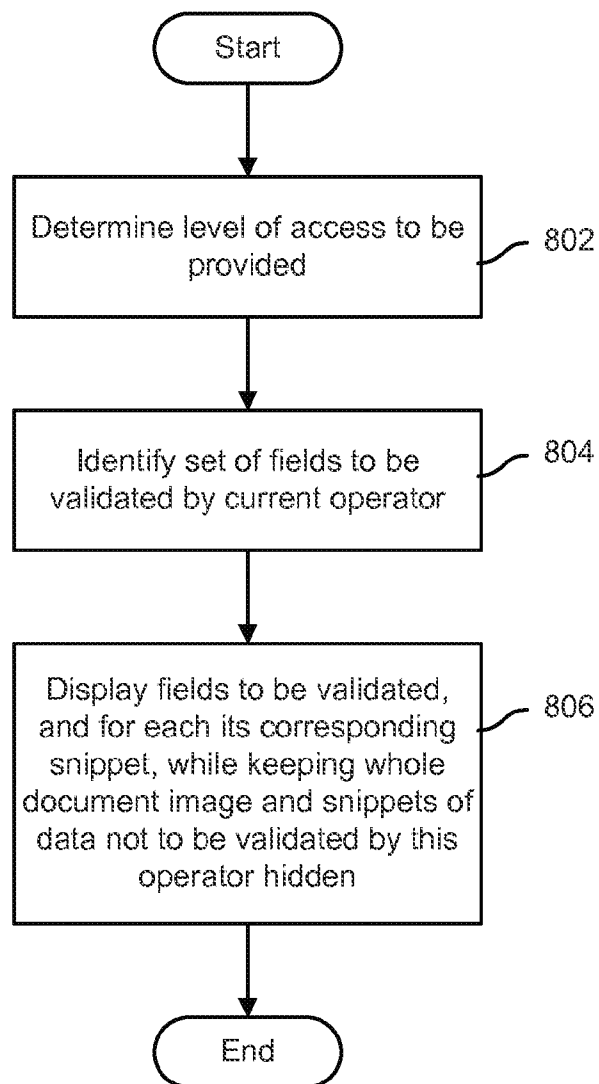 Start
Determine level of access to be
provided
802
Identify set of fields to be
validated by current operator
804
Display fields to be validated,
and for each its corresponding
snippet, while keeping whole
document image and snippets of
data not to be validated by this
operator hidden
806
End